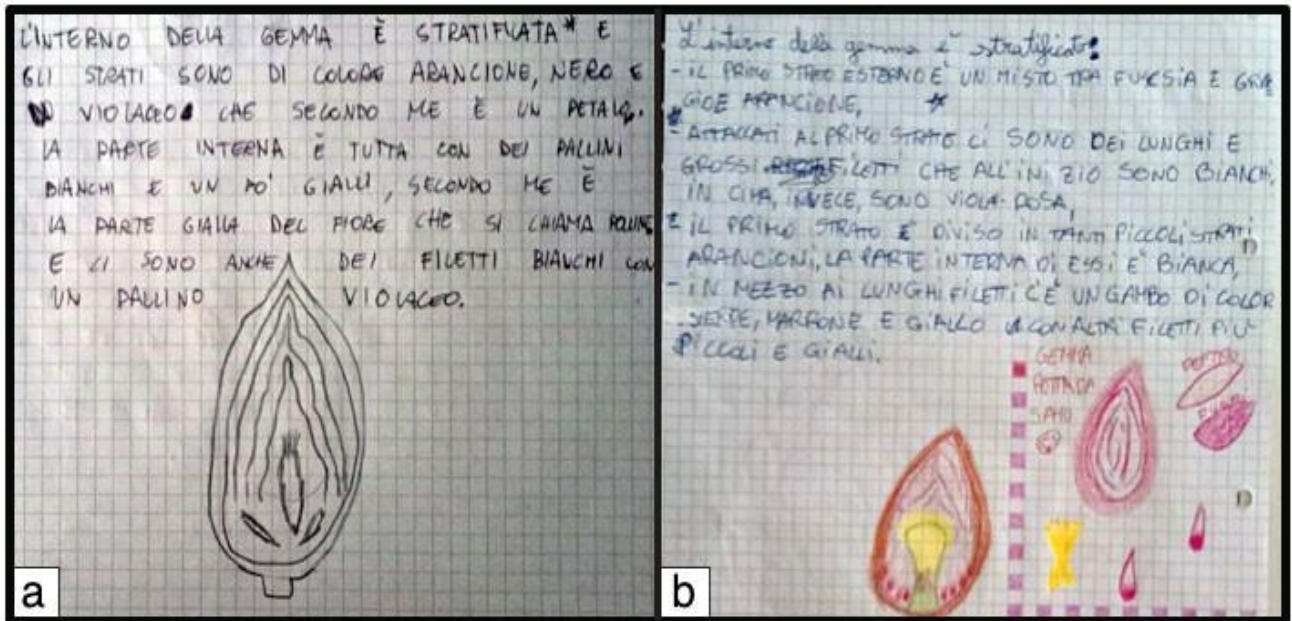 L'INTERNO DELLA GEMMA È STRATIFICATA* E
GLI STRATI SONO DI COLORE ARANCIONE, NERO E
VIOLACEO CHE SECONDO ME È UN PETALO.
LA PARTE INTERNA È TUTTA CON DEI PALLINI
BIANCHI E UN PO' GIALLI, SECONDO ME È
LA PARTE GIALLA DEL FIORE CHE SI CHIAMA POLLINE
E CI SONO ANCHE DEI FILETTI BIANCHI CON
UN PALLINO VIOLACEO.
a
L'interno della gemma è stratificato!
- IL PRIMO STRATO ESTERNO È UN MISTO TRA FUXSIA E
ARANCIONE,
- ATTACCATI AL PRIMO STRATO CI SONO DEI LUNGHI E
GROSSI FILETTI CHE ALL'INIZIO SONO BIANCHI,
IN CIMA, INVECE, SONO VIOLA-ROSA,
- IL PRIMO STRATO È DIVISO IN TANTI PICCOLI STRATI
ARANCIONI, LA PARTE INTERNA DI ESSI È BIANCA,
- IN MEZZO AI LUNGHI FILETTI C'È UN GAMBO DI COLOR
VERDE, MARRONE E GIALLO CON ALTRI FILETTI PIÙ
PICCOLI E GIALLI.
GEMMA
PORTATA DA
b